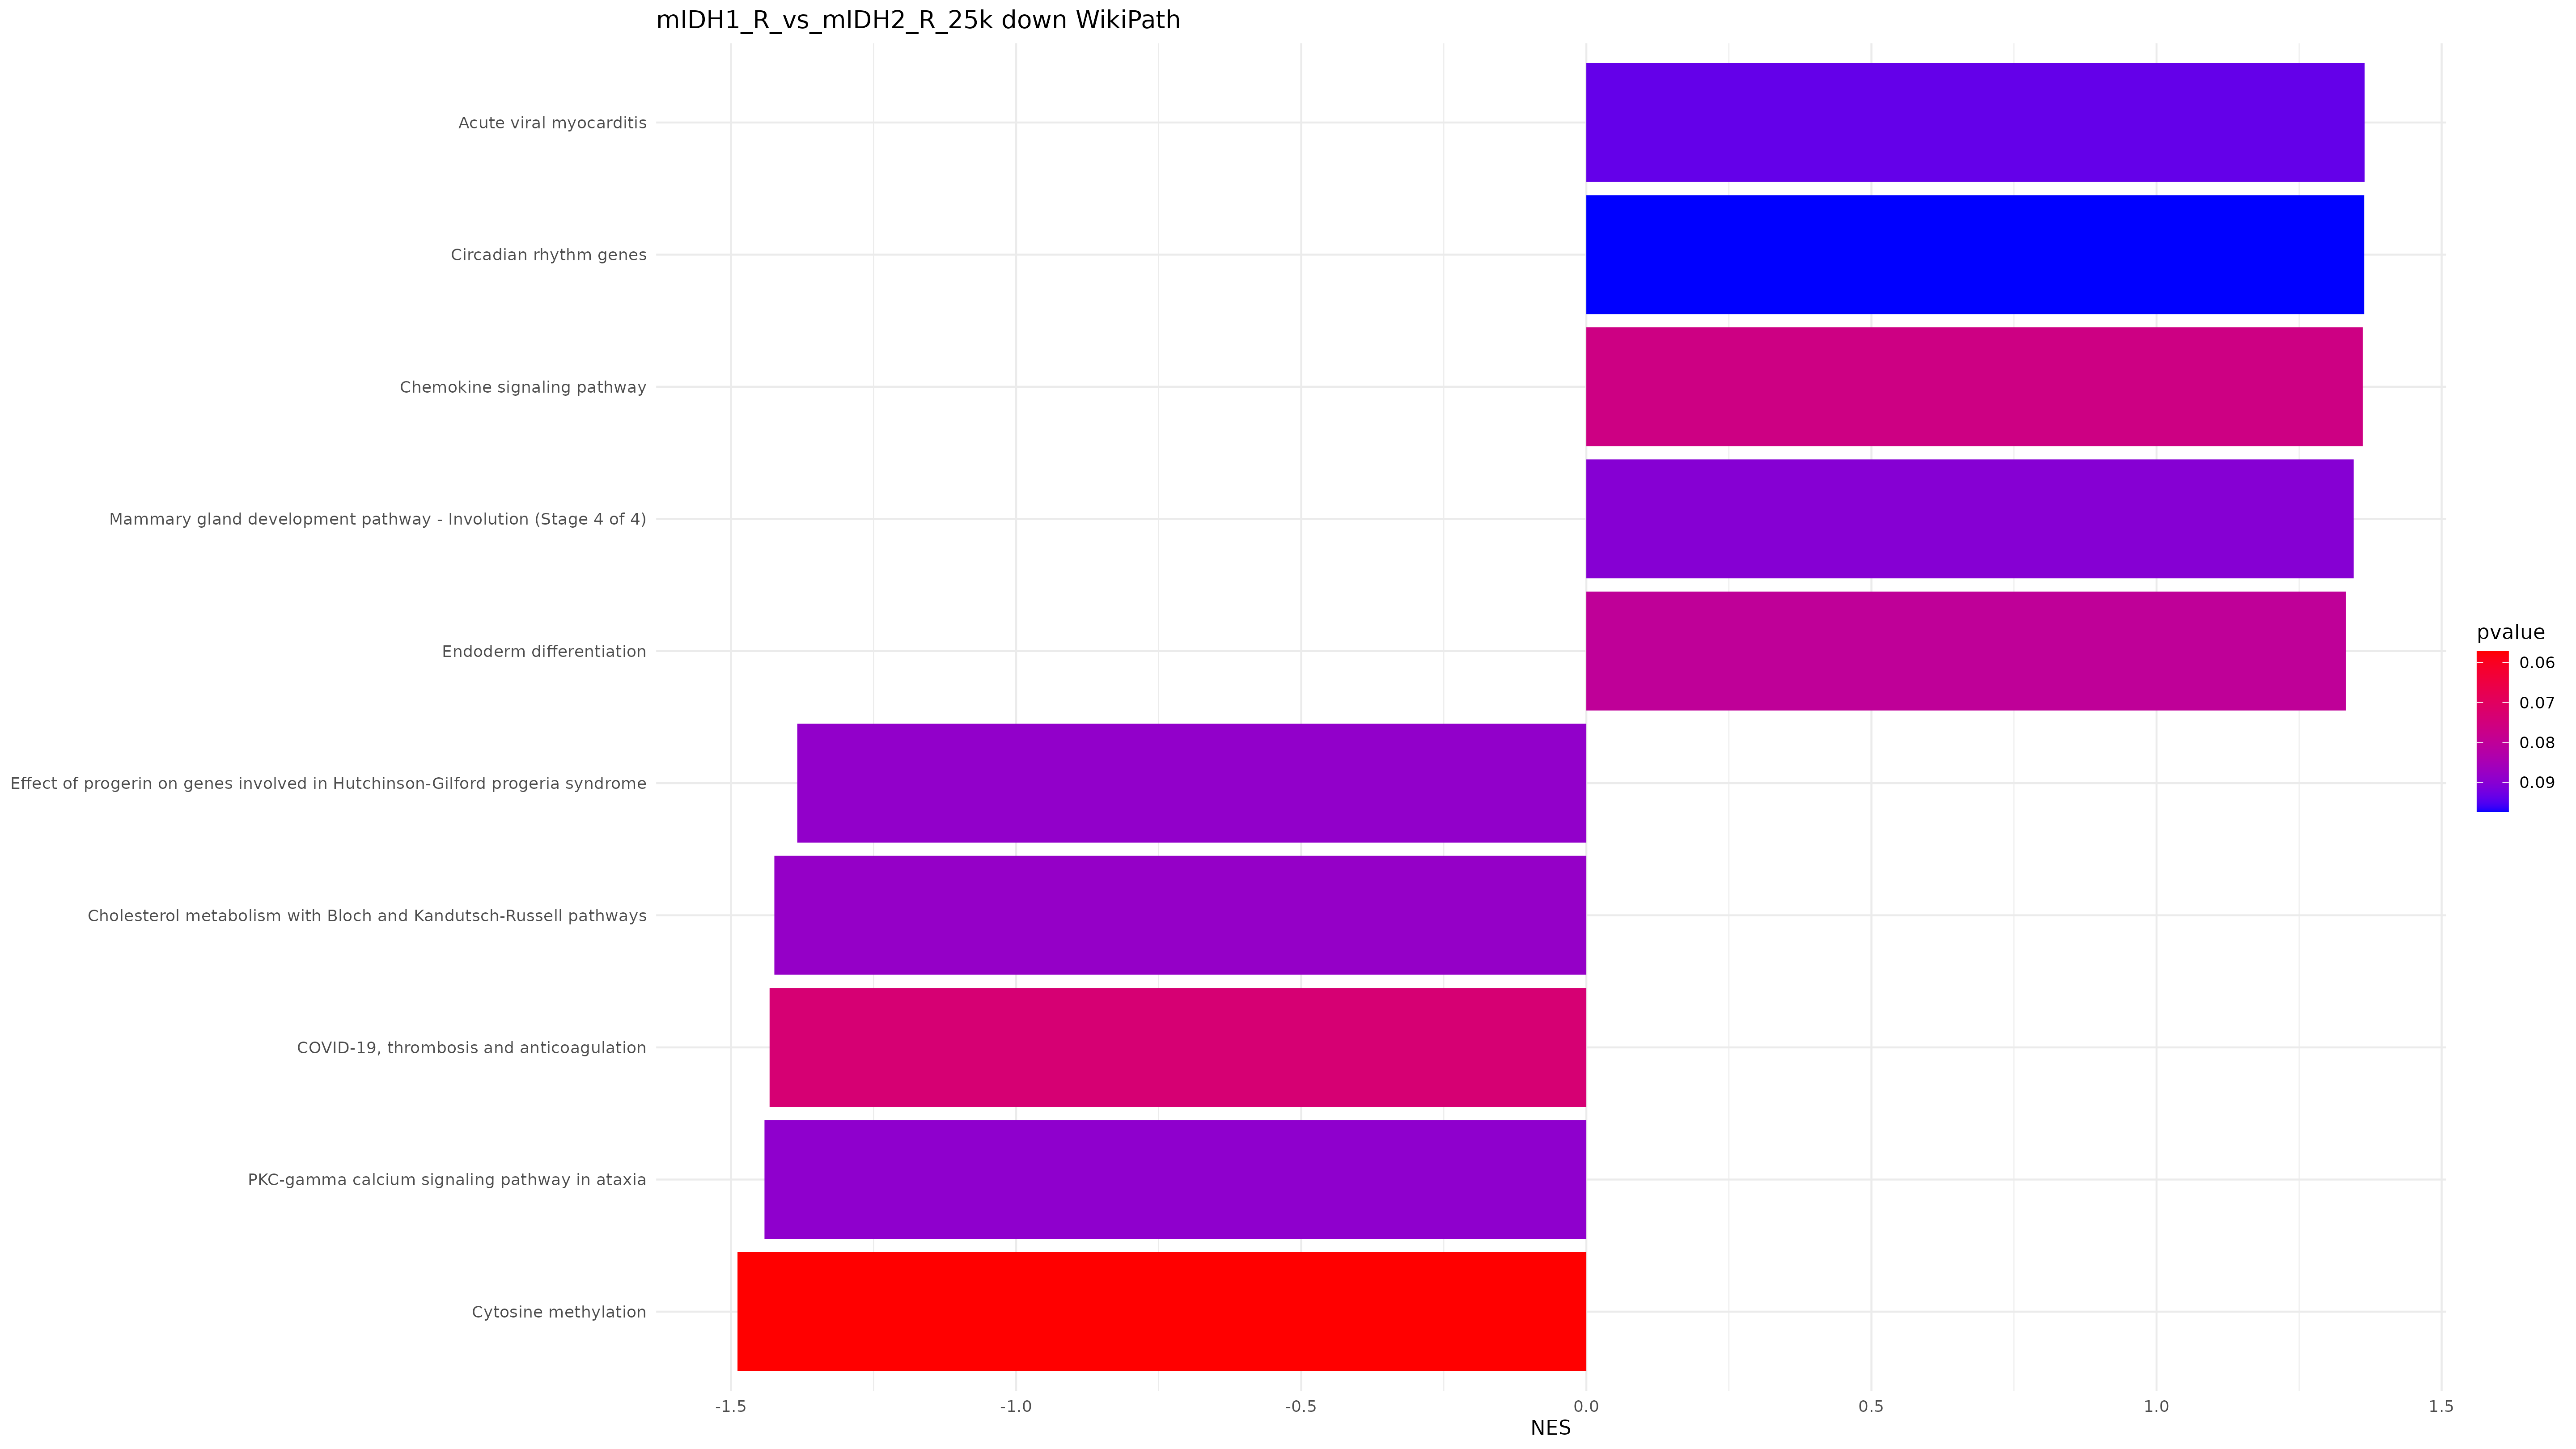 mIDH1_R_vs_mIDH2_R_25k down WikiPath
Acute viral myocarditis
Circadian rhythm genes
Chemokine signaling pathway
Mammary gland development pathway - Involution (Stage 4 of 4)
Endoderm differentiation
Effect of progerin on genes involved in Hutchinson-Gilford progeria syndrome
Cholesterol metabolism with Bloch and Kandutsch-Russell pathways
COVID-19, thrombosis and anticoagulation
PKC-gamma calcium signaling pathway in ataxia
Cytosine methylation
-1.5 -1.0 -0.5 0.0 0.5 1.0 1.5
NES
pvalue
0.06
0.07
0.08
0.09